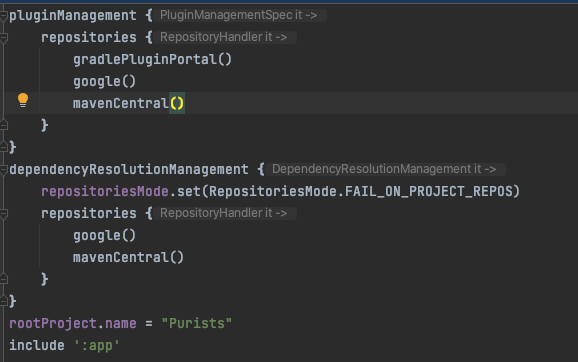 pluginManagement { PluginManagementSpec it ->
repositories { RepositoryHandler it ->
gradlePluginPortal()
google()
mavenCentral()
}
}
dependencyResolutionManagement { DependencyResolutionManagement it ->
repositoriesMode.set(RepositoriesMode.FAIL_ON_PROJECT_REPOS)
repositories { RepositoryHandler it ->
google()
mavenCentral()
}
}
rootProject.name = "Purists"
include ':app'